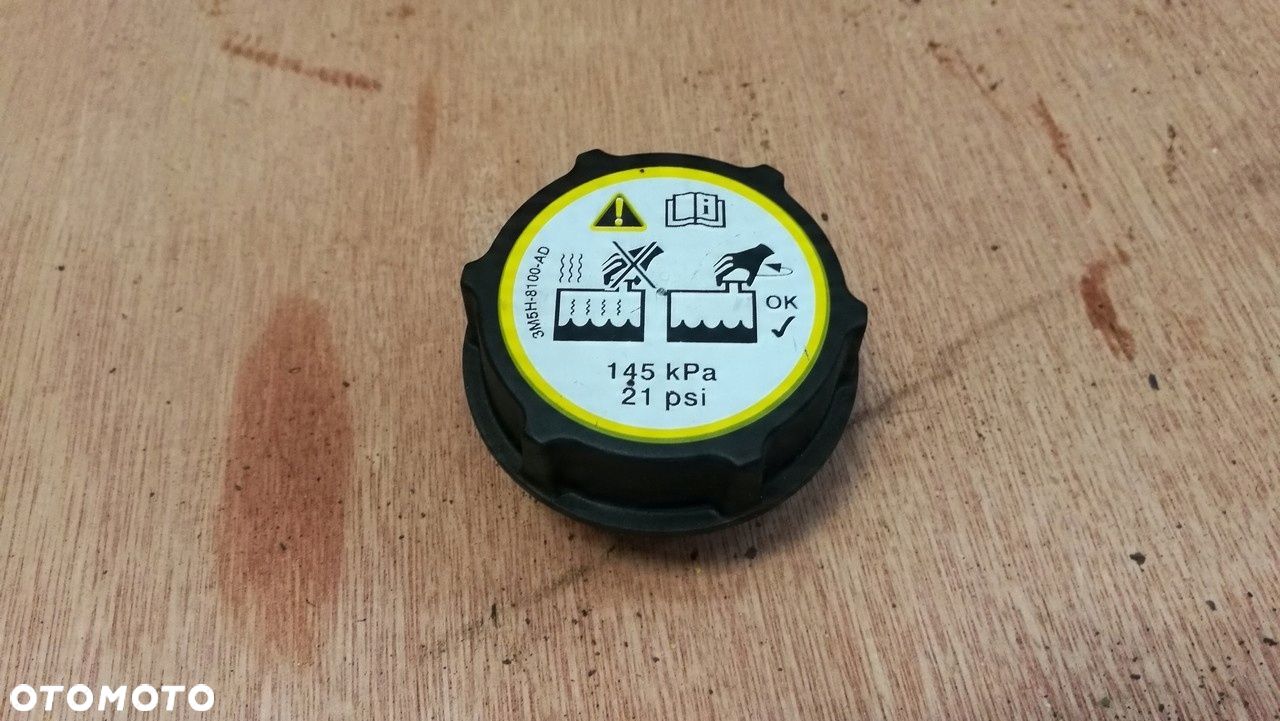 3M5H-8100-AD
OK
145 kPa
21 psi
OTOMOTO